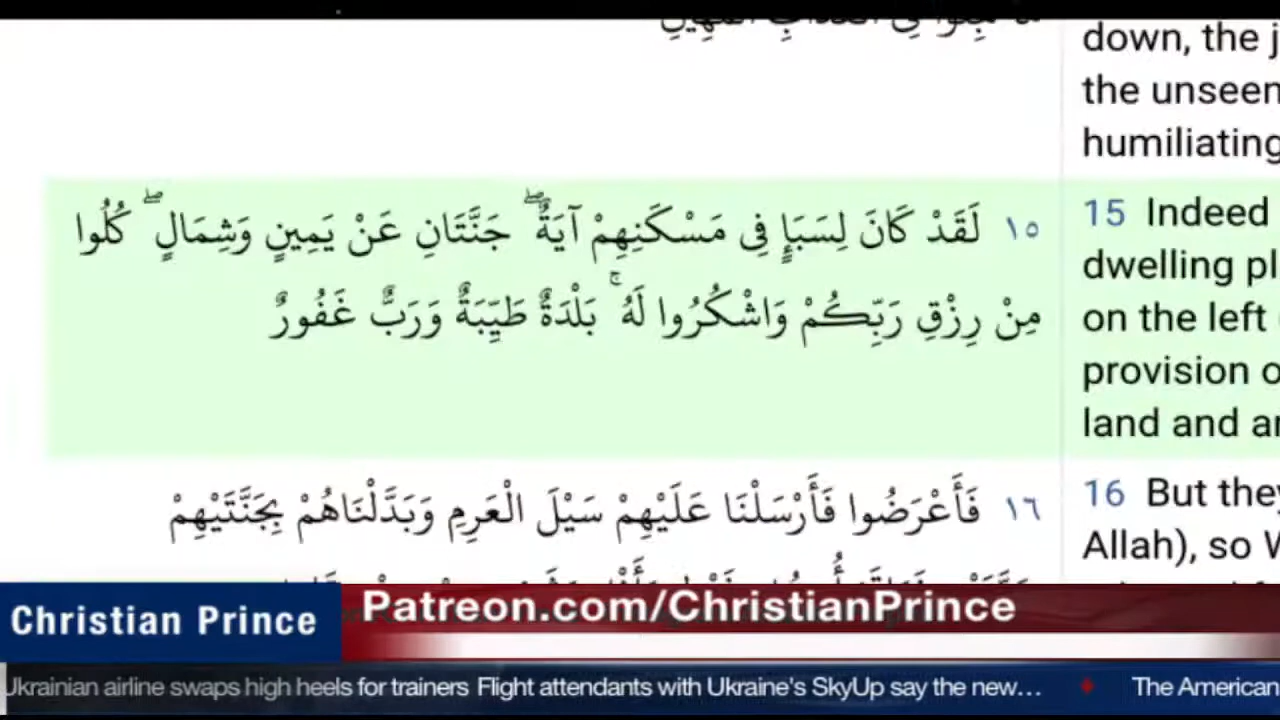 down, the j
the unseen
humiliating
١٥ لَقَدْ كَانَ لِسَبَإٍ فِى مَسْكَنِهِمْ آيَةٌ ۖ جَنَّتَانِ عَنْ يَمِينٍ وَشِمَالٍ ۖ كُلُوا
مِنْ رِزْقِ رَبِّكُمْ وَاشْكُرُوا لَهُ ۚ بَلْدَةٌ طَيِّبَةٌ وَرَبٌّ غَفُورٌ
15 Indeed
dwelling pl
on the left
provision o
land and a
١٦ فَأَعْرَضُوا فَأَرْسَلْنَا عَلَيْهِمْ سَيْلَ الْعَرِمِ وَبَدَّلْنَاهُمْ بِجَنَّتَيْهِمْ
16 But they
Allah), so W
Christian Prince
Patreon.com/ChristianPrince
Ukrainian airline swaps high heels for trainers Flight attendants with Ukraine's SkyUp say the new… The American